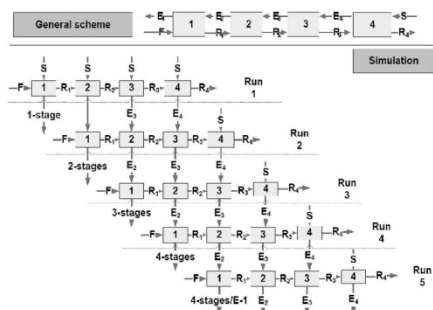 General scheme
E₁ E₂ E₃ E₄ S
1 2 3 4
F R₁ R₂ R₃ R₄
Simulation
S S S S
F 1 R₁ 2 R₂ 3 R₃ 4 R₄ Run 1
1-stage E₃ E₄ S
F 1 R₁ 2 R₂ 3 R₃ 4 R₄ Run 2
2-stages E₂ E₃ E₄ S
F 1 R₁ 2 R₂ 3 R₃ 4 R₄ Run 3
3-stages E₂ E₃ E₄ S
F 1 R₁ 2 R₂ 3 R₃ 4 R₄ Run 4
4-stages E₂ E₃ E₄ S
F 1 R₁ 2 R₂ 3 R₃ 4 R₄ Run 5
4-stages/E-1 E₂ E₃ E₄